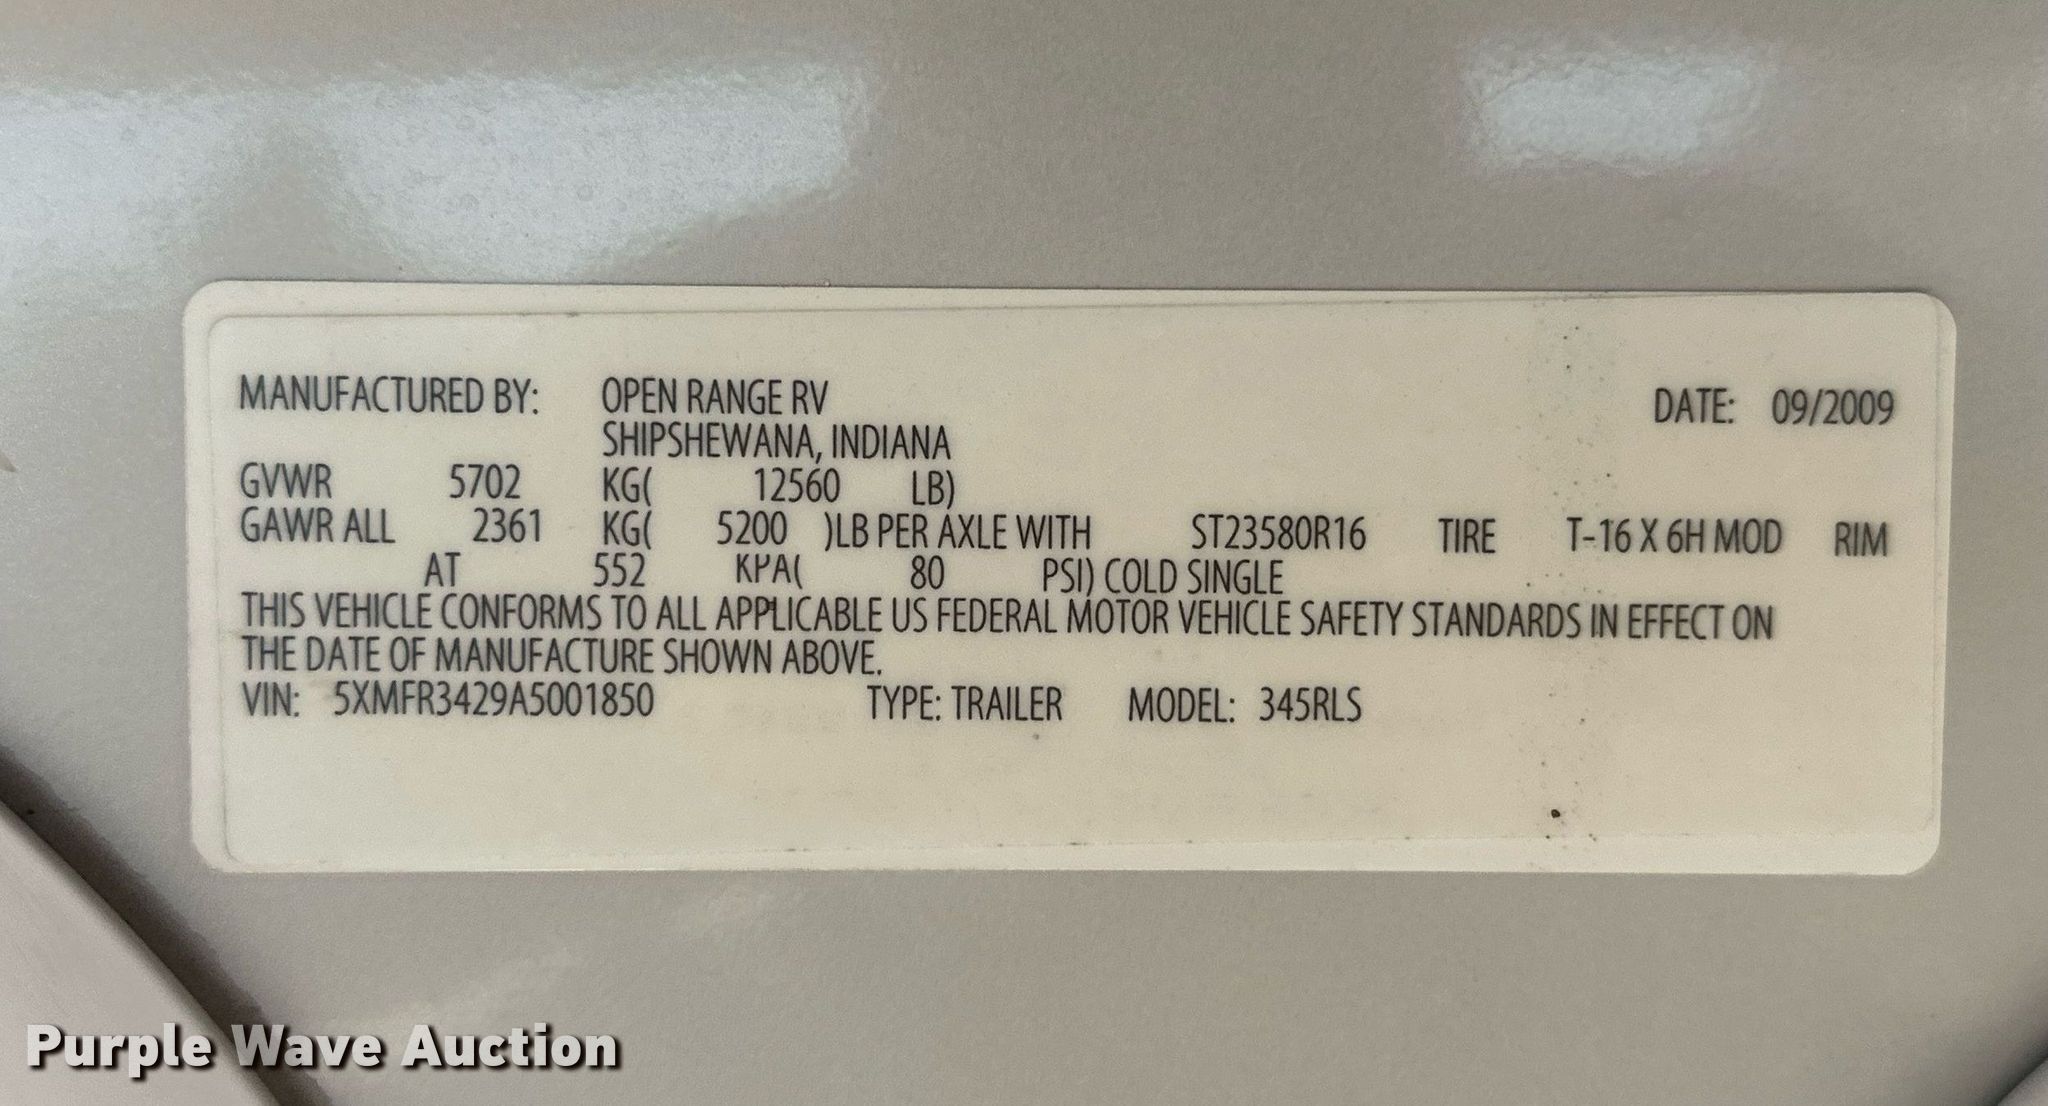 MANUFACTURED BY: OPEN RANGE RV DATE: 09/2009
SHIPSHEWANA, INDIANA
GVWR 5702 KG( 12560 LB)
GAWR ALL 2361 KG( 5200 )LB PER AXLE WITH ST23580R16 TIRE T-16 X 6H MOD RIM
AT 552 KPA( 80 PSI) COLD SINGLE
THIS VEHICLE CONFORMS TO ALL APPLICABLE US FEDERAL MOTOR VEHICLE SAFETY STANDARDS IN EFFECT ON
THE DATE OF MANUFACTURE SHOWN ABOVE.
VIN: 5XMFR3429A5001850 TYPE: TRAILER MODEL: 345RLS
Purple Wave Auction